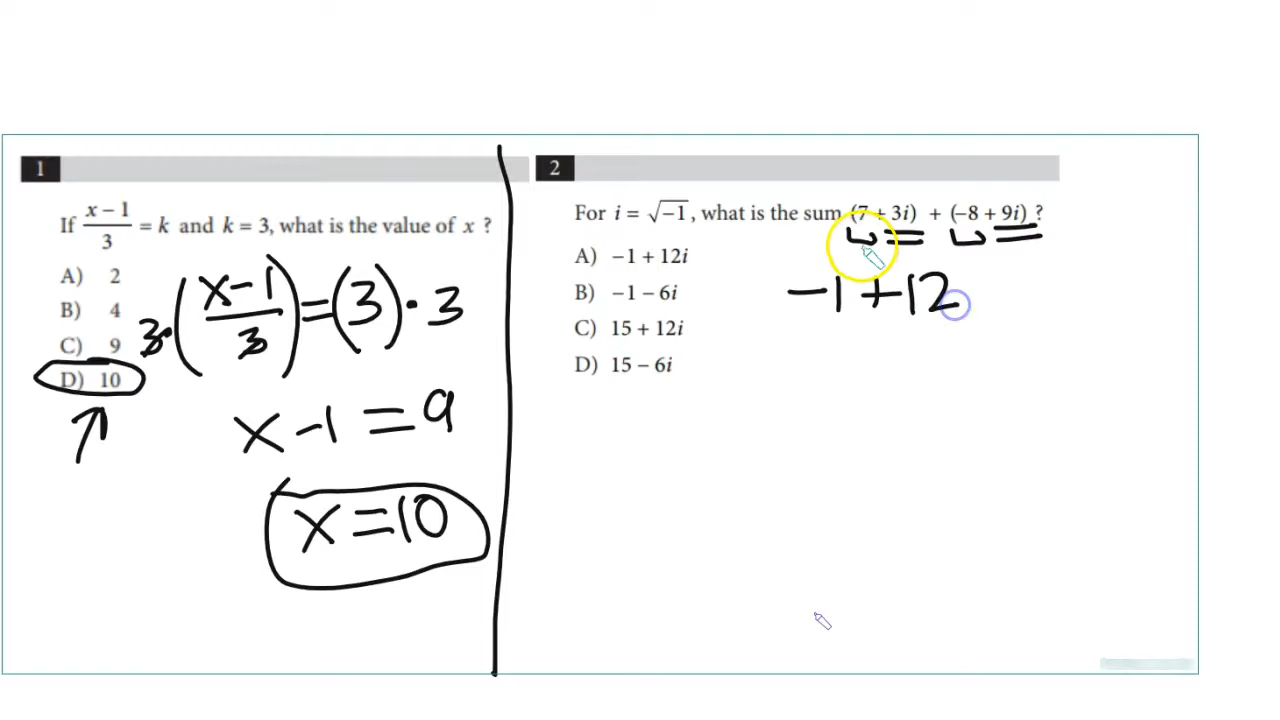 1
If x − 1 / 3 = k and k = 3, what is the value of x ?
A) 2
B) 4
C) 9
D) 10
3·(x−1 / 3)=(3)·3
x−1=9
x=10
2
For i = √−1, what is the sum (7 + 3i) + (−8 + 9i) ?
A) −1 + 12i
B) −1 − 6i
C) 15 + 12i
D) 15 − 6i
−1+12